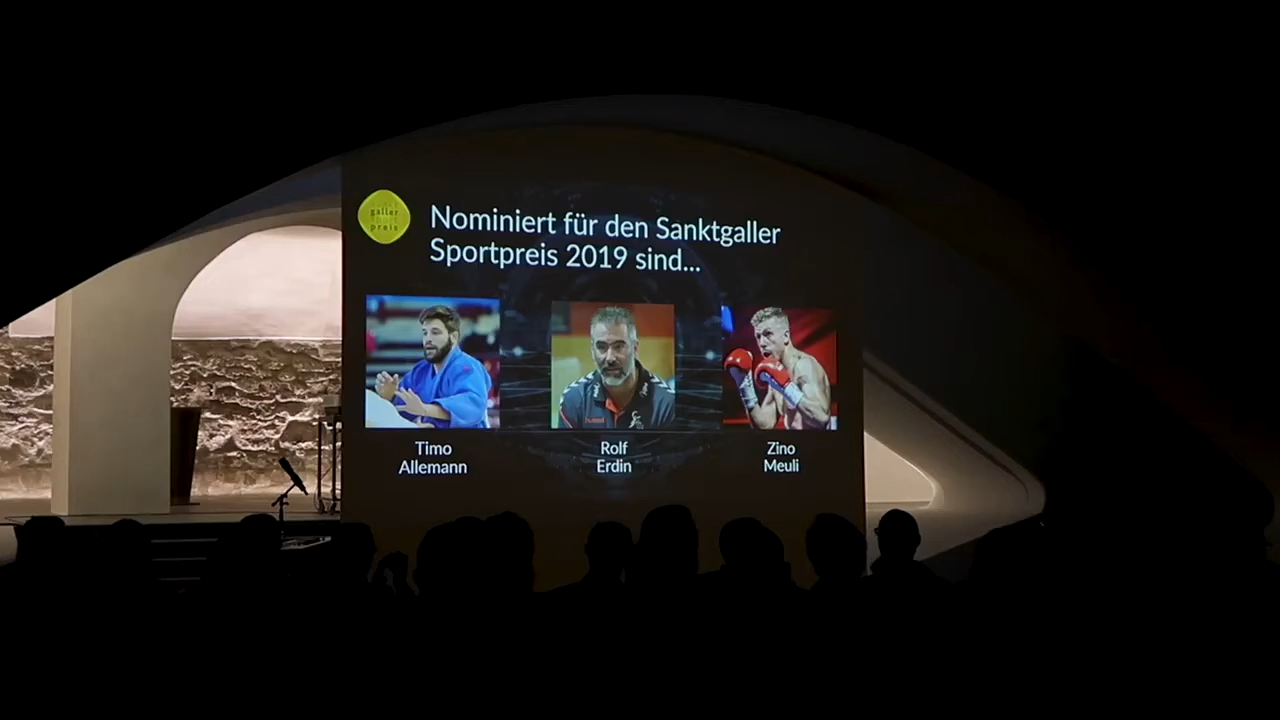 galler
preis
Nominiert für den Sanktgaller
Sportpreis 2019 sind...
Timo
Allemann
Rolf
Erdin
Zino
Meuli